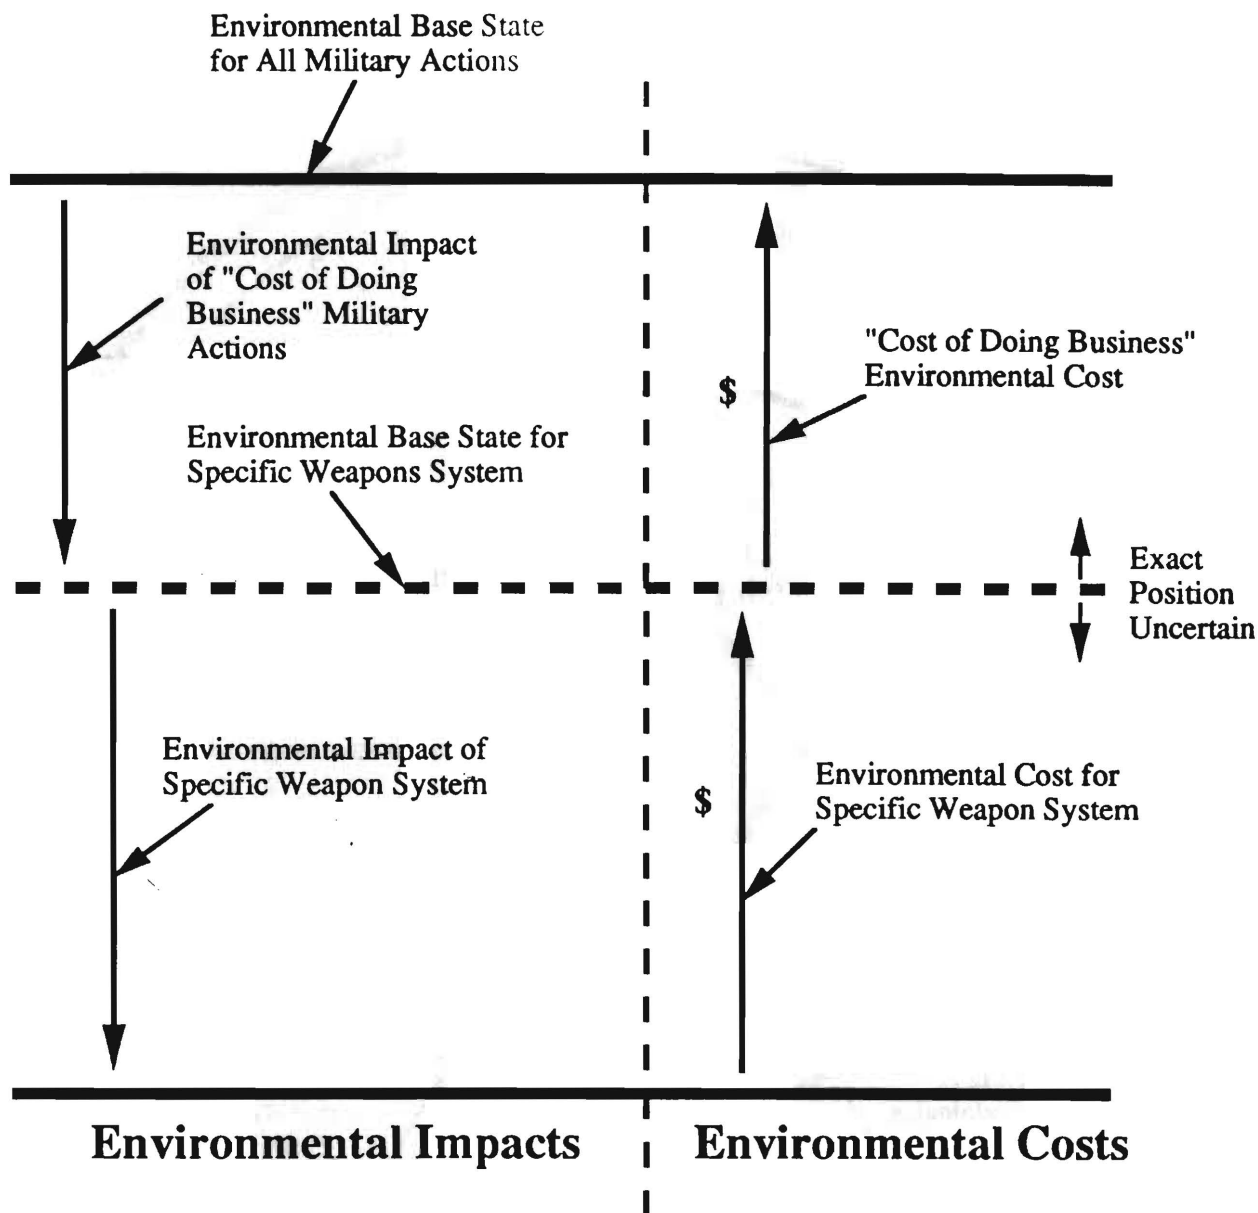 Environmental Base State
for All Military Actions
Environmental Impact
of "Cost of Doing
Business" Military
Actions
"Cost of Doing Business"
Environmental Cost
$
Environmental Base State for
Specific Weapons System
Exact
Position
Uncertain
Environmental Impact of
Specific Weapon System
Environmental Cost for
Specific Weapon System
$
Environmental Impacts
Environmental Costs